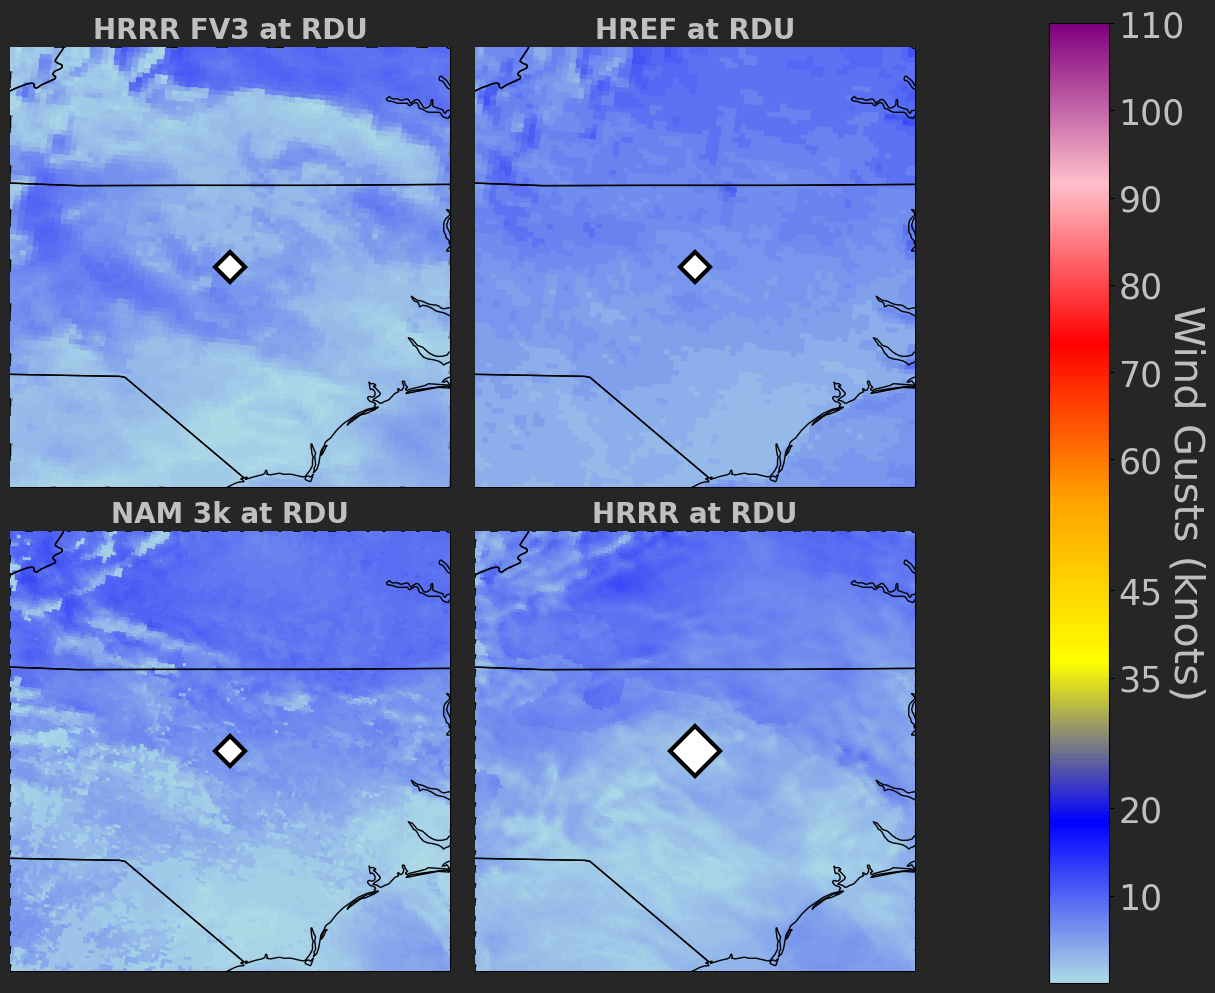 HRRR FV3 at RDU
HREF at RDU
NAM 3k at RDU
HRRR at RDU
110
100
90
80
70
60
45
35
20
10
Wind Gusts (knots)